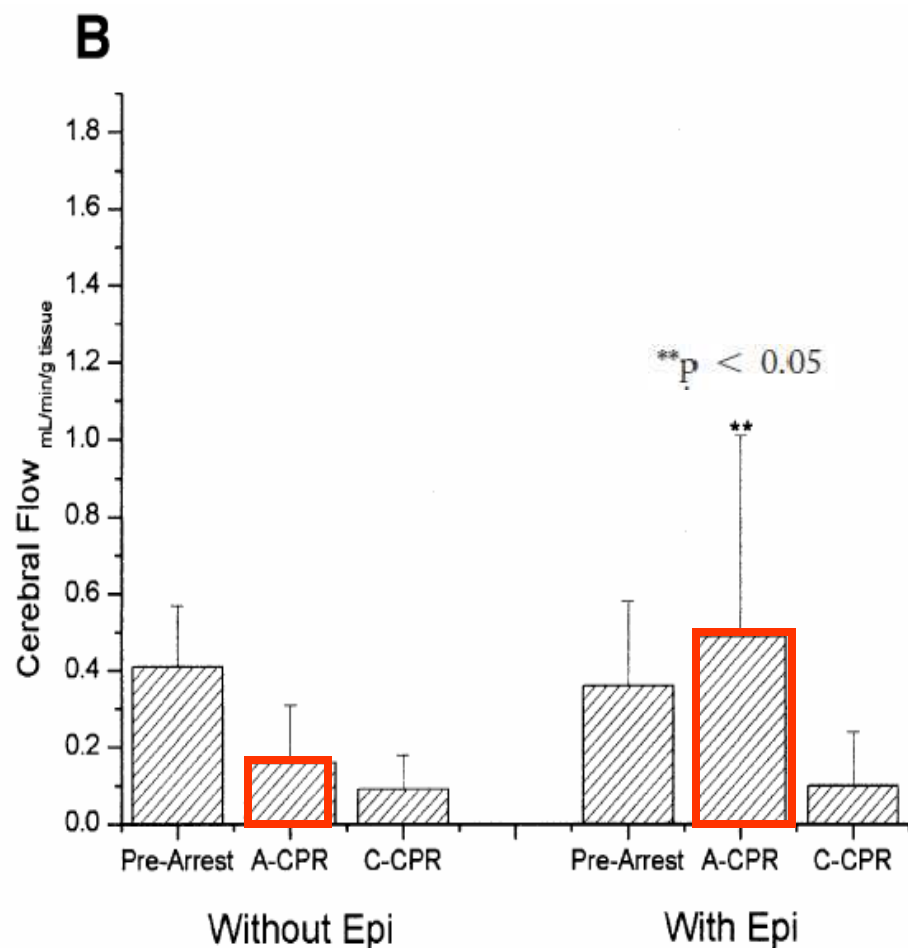 B
Cerebral Flow mL/min/g tissue
1.8
1.6
1.4
1.2
1.0
0.8
0.6
0.4
0.2
0.0
**p < 0.05
**
Pre-Arrest A-CPR C-CPR Pre-Arrest A-CPR C-CPR
Without Epi With Epi